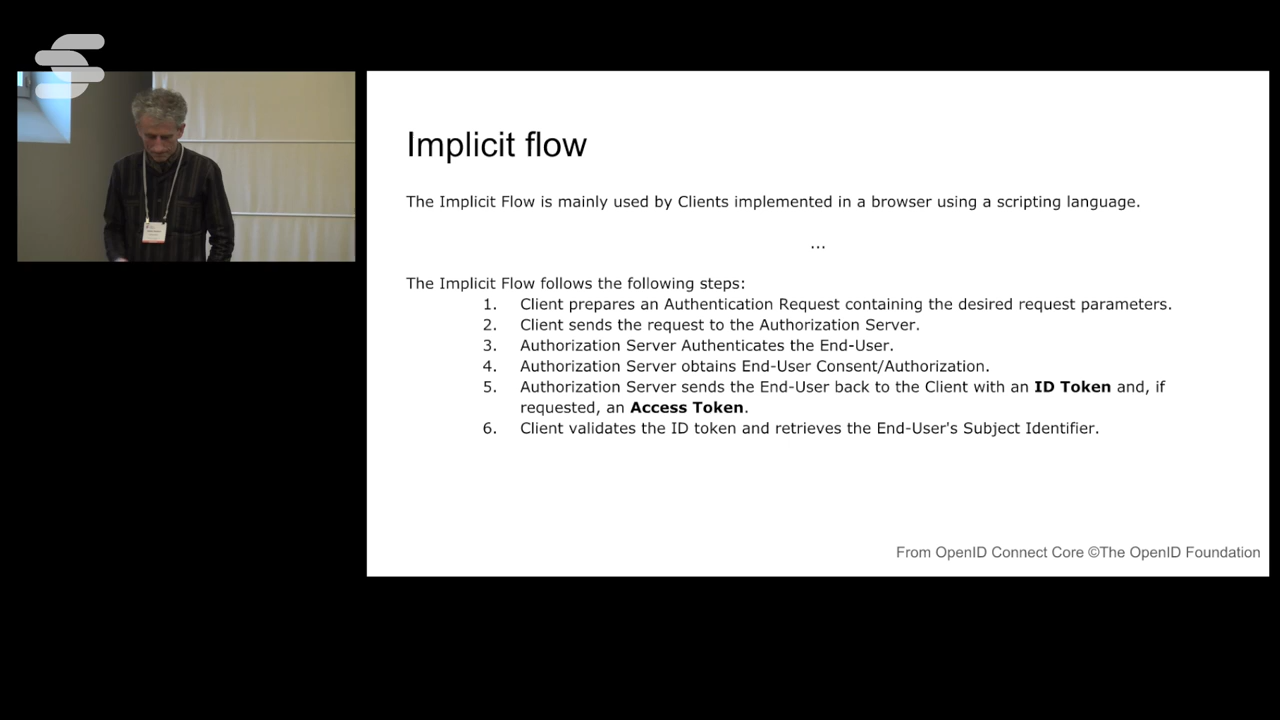 Implicit flow
The Implicit Flow is mainly used by Clients implemented in a browser using a scripting language.
...
The Implicit Flow follows the following steps:
1. Client prepares an Authentication Request containing the desired request parameters.
2. Client sends the request to the Authorization Server.
3. Authorization Server Authenticates the End-User.
4. Authorization Server obtains End-User Consent/Authorization.
5. Authorization Server sends the End-User back to the Client with an ID Token and, if
requested, an Access Token.
6. Client validates the ID token and retrieves the End-User's Subject Identifier.
From OpenID Connect Core ©The OpenID Foundation